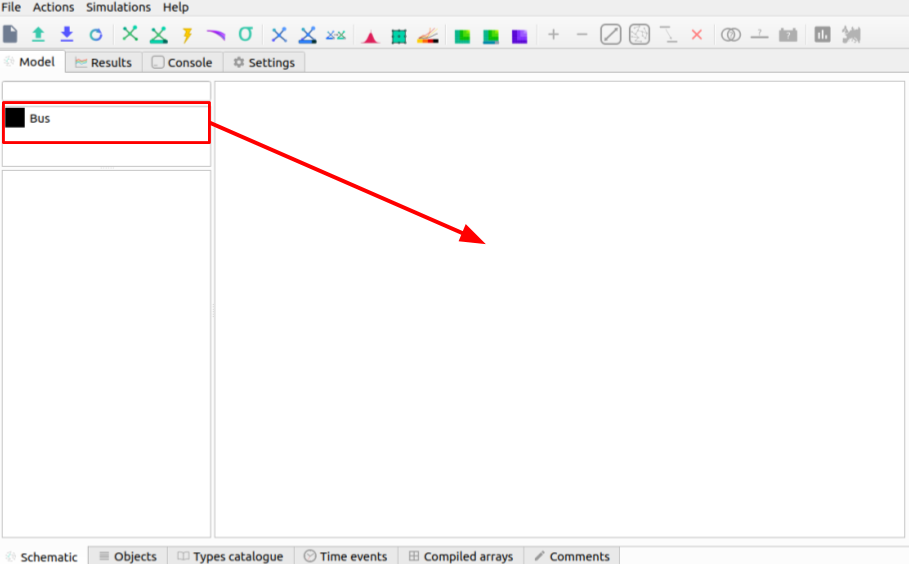 File Actions Simulations Help
Model Results Console Settings
Bus
Schematic Objects Types catalogue Time events Compiled arrays Comments